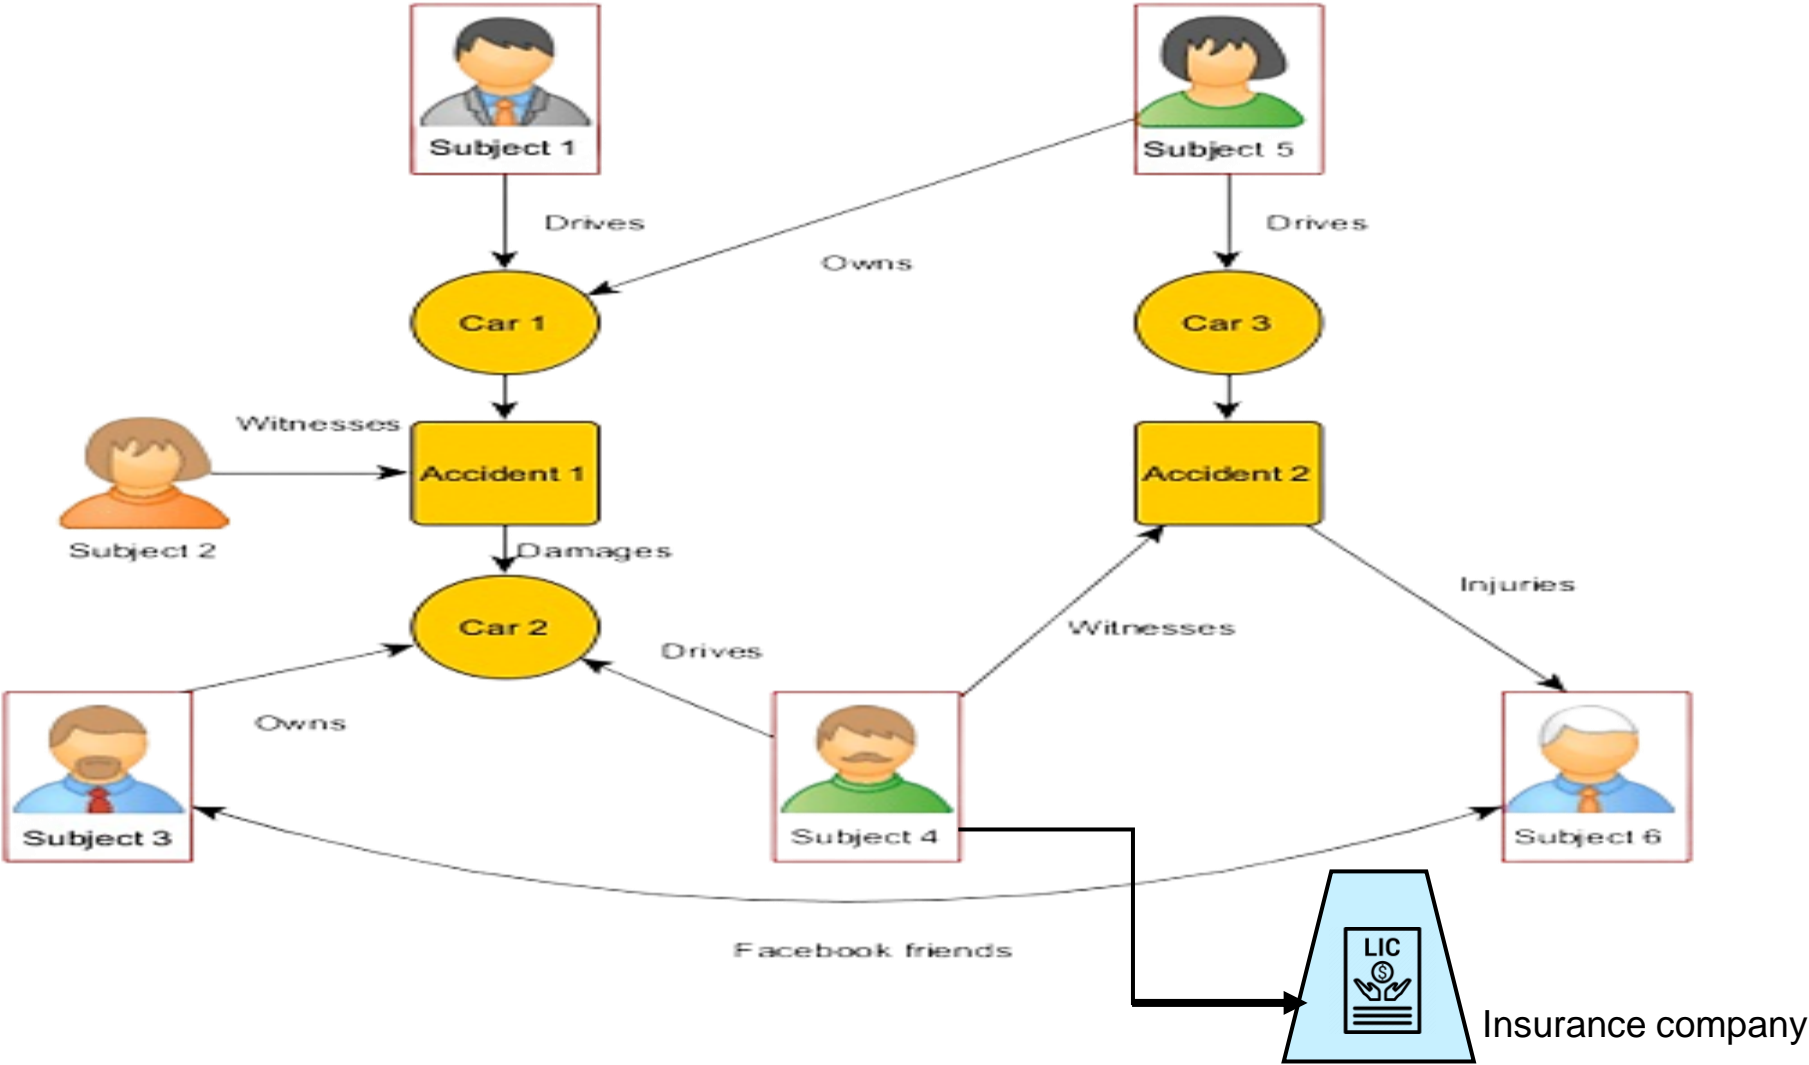 Subject 1
Subject 5
Drives
Drives
Owns
Car 1
Car 3
Witnesses
Accident 1
Accident 2
Subject 2
Damages
Injuries
Car 2
Witnesses
Drives
Owns
Subject 3
Subject 4
Subject 6
Facebook friends
LIC
$
Insurance company